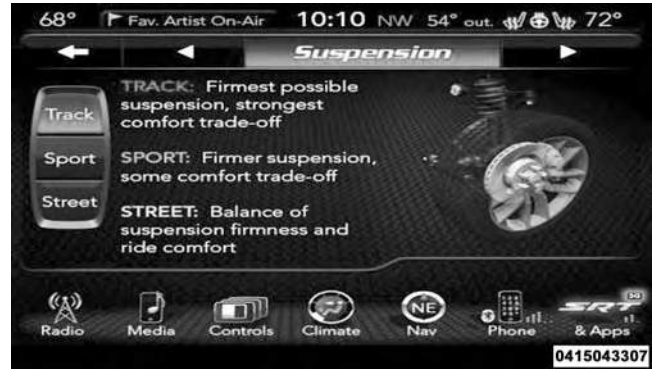 68° Fav. Artist On-Air 10:10 NW 54° out. 72°
Suspension
TRACK: Firmest possible
suspension, strongest
comfort trade-off
Track
Sport
Street
SPORT: Firmer suspension,
some comfort trade-off
STREET: Balance of
suspension firmness and
ride comfort
NE
SRT
Radio Media Controls Climate Nav Phone & Apps
0415043307